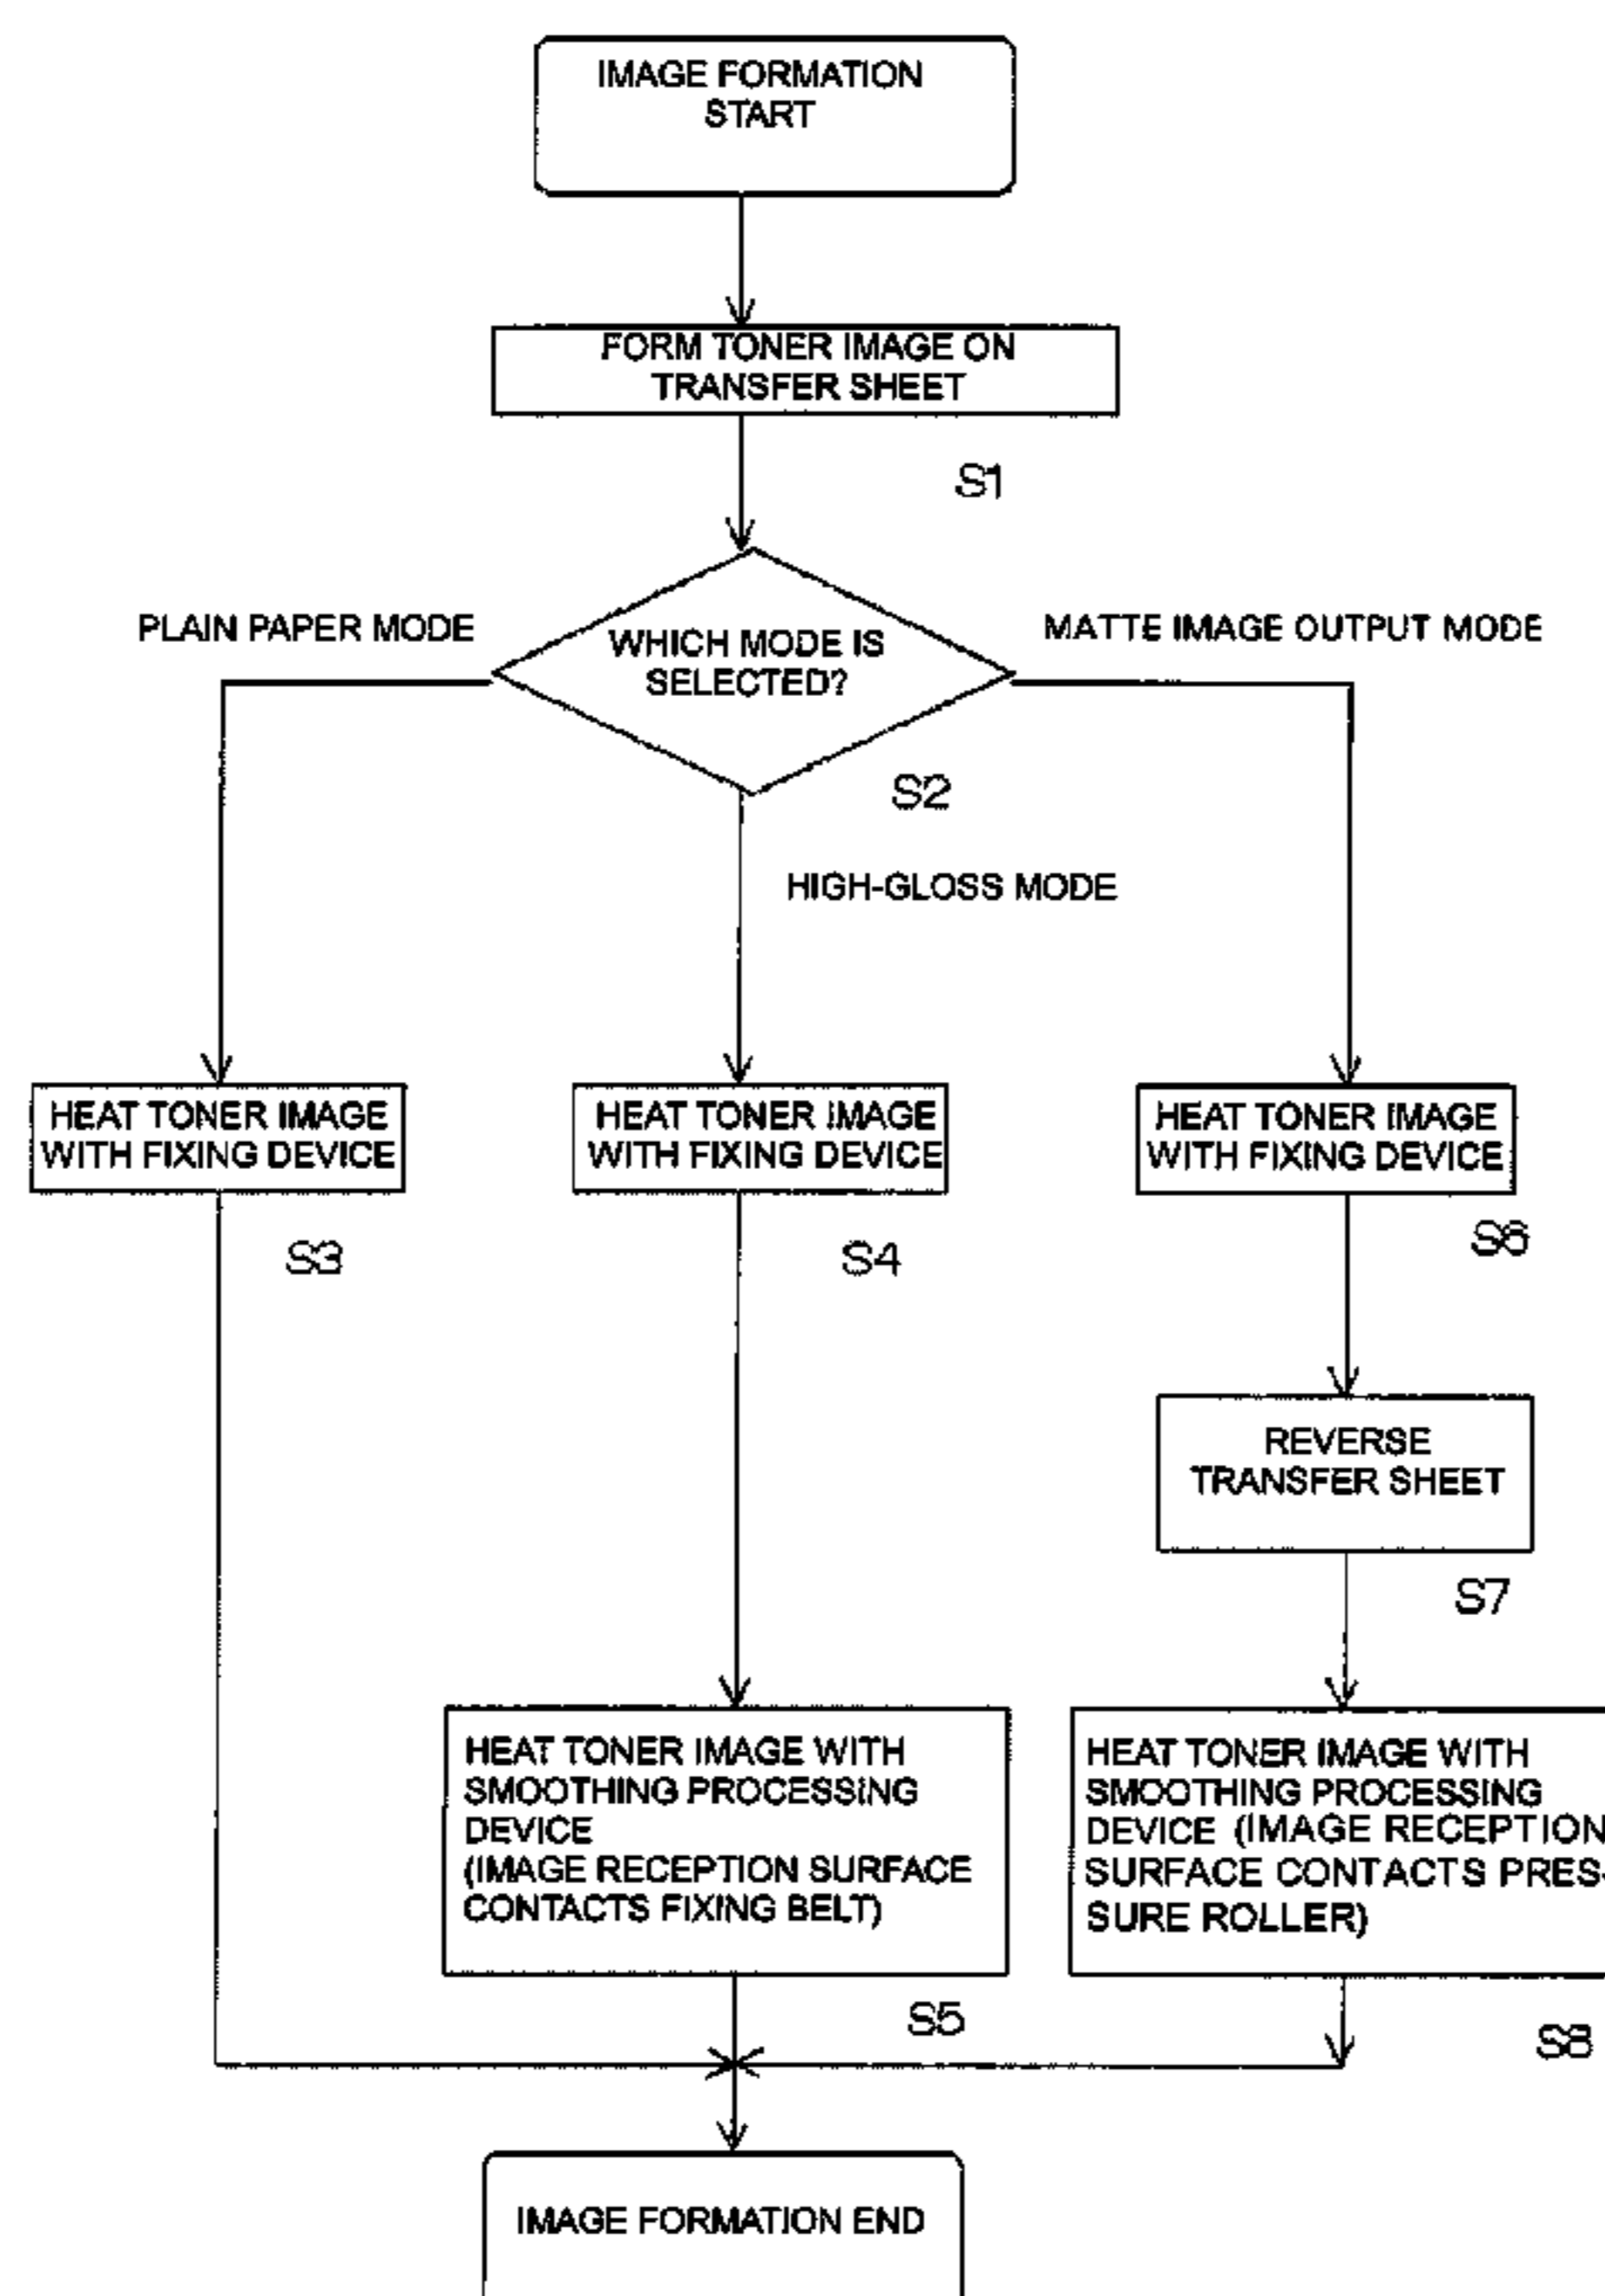 IMAGE FORMATION
START
FORM TONER IMAGE ON
TRANSFER SHEET
S1
PLAIN PAPER MODE
WHICH MODE IS
SELECTED?
MATTE IMAGE OUTPUT MODE
S2
HIGH-GLOSS MODE
HEAT TONER IMAGE
WITH FIXING DEVICE
S3
HEAT TONER IMAGE
WITH FIXING DEVICE
S4
HEAT TONER IMAGE
WITH FIXING DEVICE
S6
REVERSE
TRANSFER SHEET
S7
HEAT TONER IMAGE WITH
SMOOTHING PROCESSING
DEVICE
(IMAGE RECEPTION SURFACE
CONTACTS FIXING BELT)
S5
HEAT TONER IMAGE WITH
SMOOTHING PROCESSING
DEVICE (IMAGE RECEPTION
SURFACE CONTACTS PRES-
SURE ROLLER)
S8
IMAGE FORMATION END